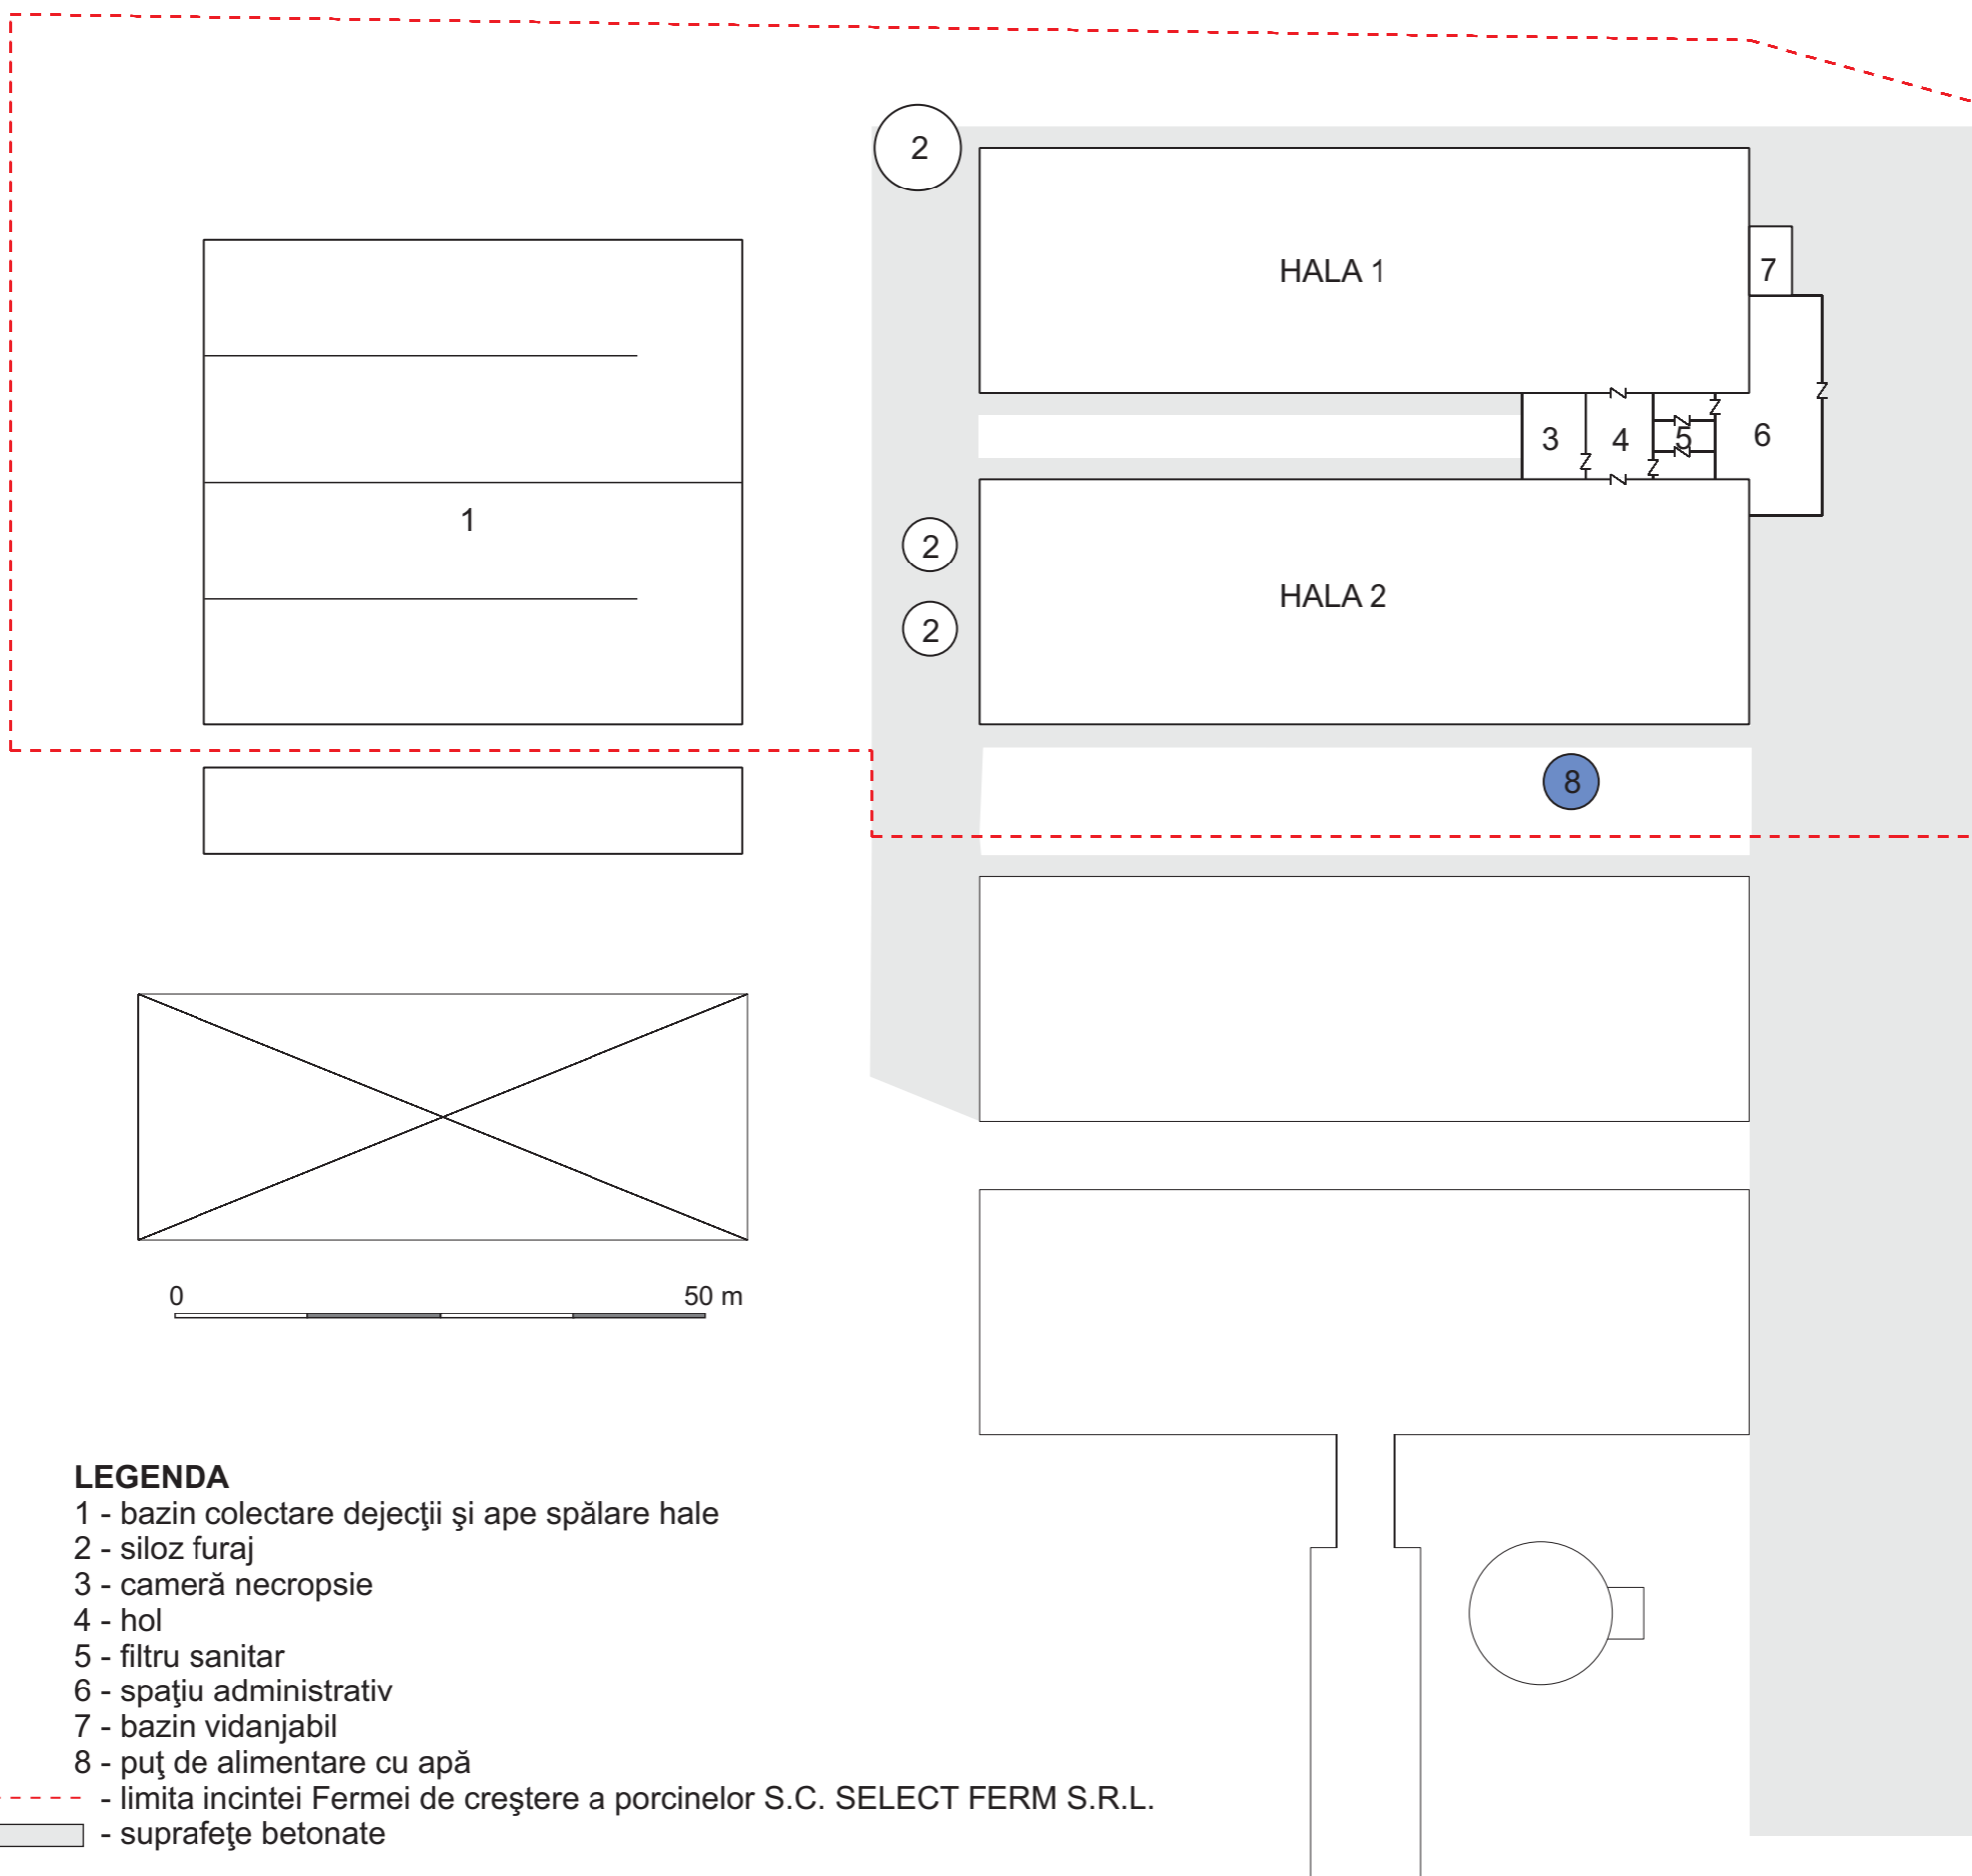 2
HALA 1
7
3
4
5
6
1
2
HALA 2
2
8
0
50 m
LEGENDA
1 - bazin colectare dejecţii şi ape spălare hale
2 - siloz furaj
3 - cameră necropsie
4 - hol
5 - filtru sanitar
6 - spaţiu administrativ
7 - bazin vidanjabil
8 - puţ de alimentare cu apă
- limita incintei Fermei de creştere a porcinelor S.C. SELECT FERM S.R.L.
- suprafeţe betonate